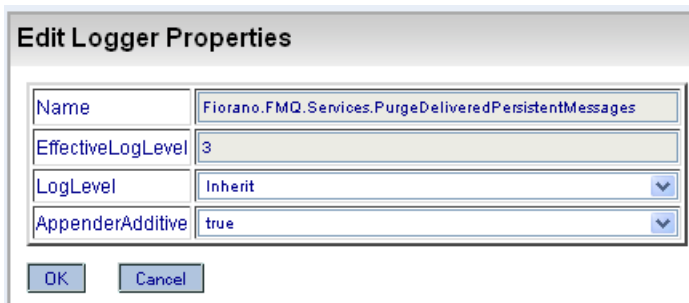 Edit Logger Properties
Name Fiorano.FMQ.Services.PurgeDeliveredPersistentMessages
EffectiveLogLevel 3
LogLevel Inherit
AppenderAdditive true
OK Cancel